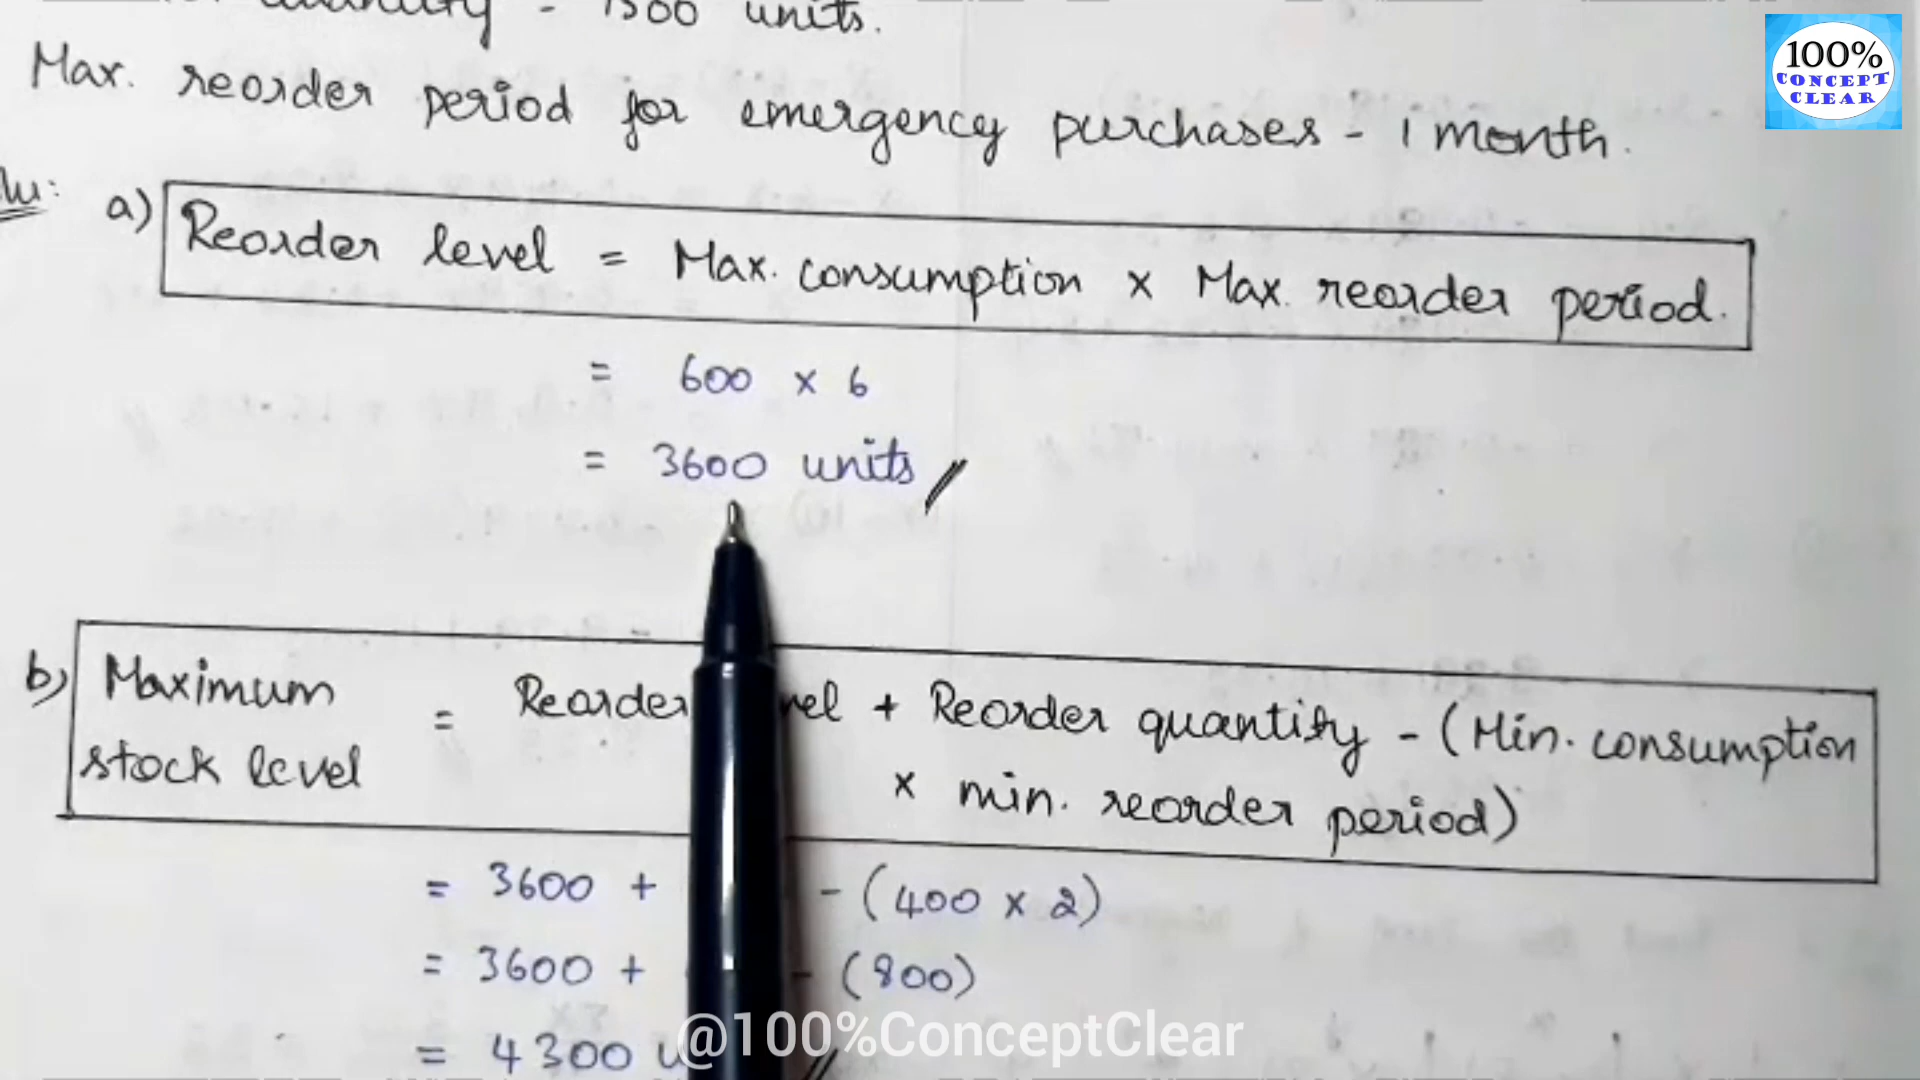 - 1500 units.
Max. reorder period for emergency purchases - 1 month.
a) Reorder level = Max. consumption x Max. reorder period.
= 600 x 6
= 3600 units
b) Maximum stock level = Reorder + Reorder quantity - (Min. consumption
x min. reorder period)
= 3600 + - (400 x 2)
= 3600 + - (800)
= 4300
100%
CONCEPT
CLEAR
@100%ConceptClear